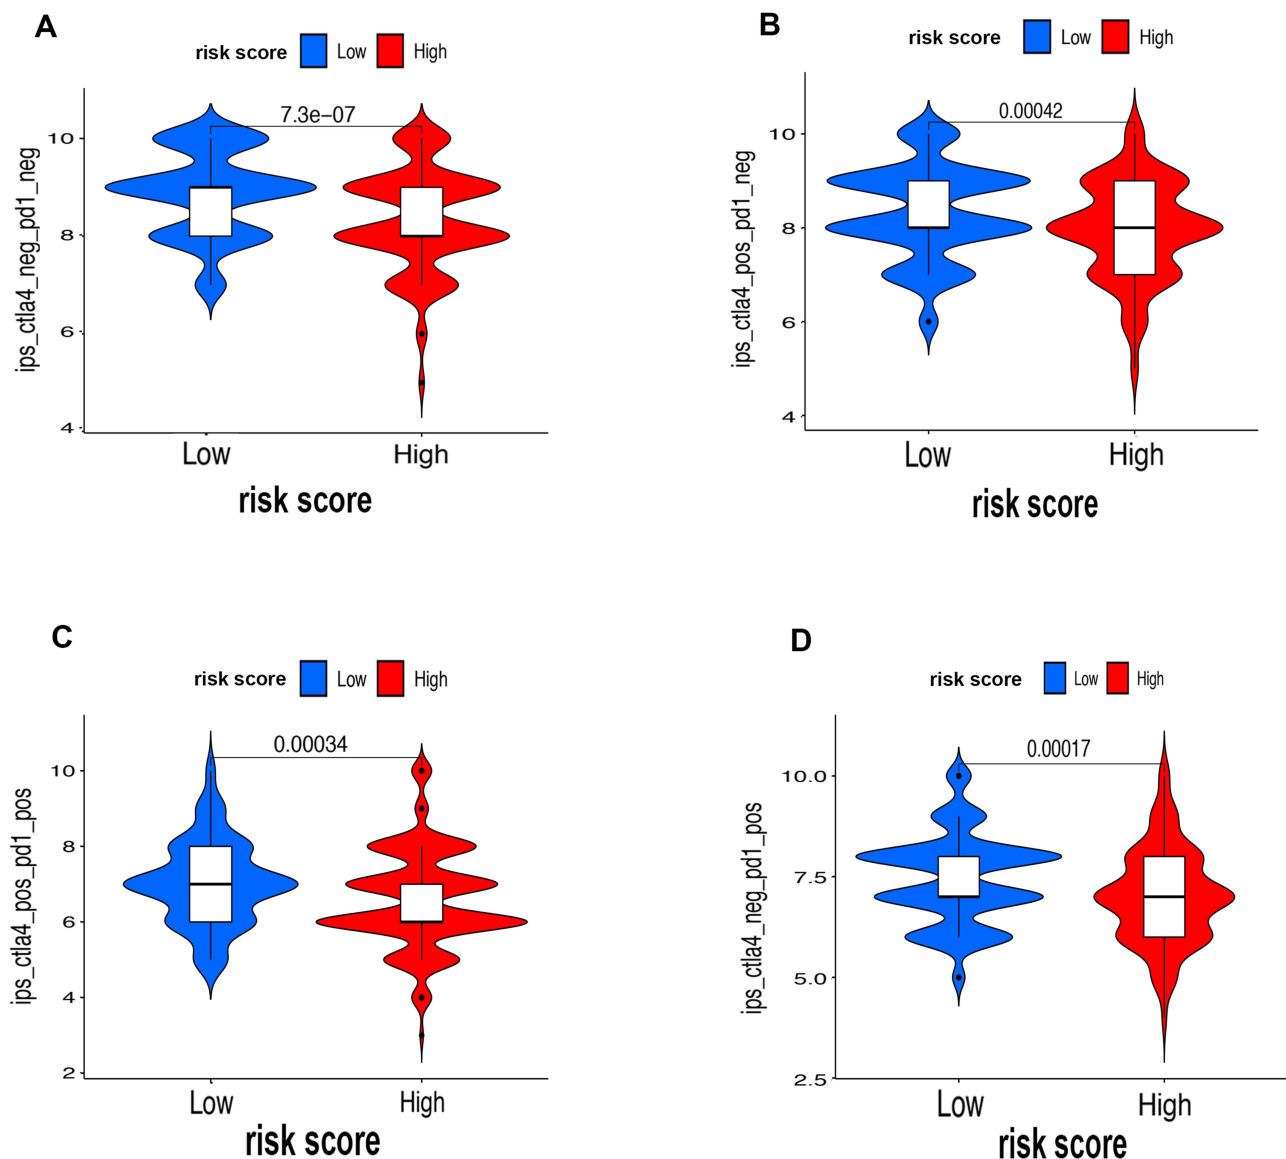 A
risk score Low High
7.3e−07
10
8
6
4
ips_ctla4_neg_pd1_neg
Low High
risk score
B
risk score Low High
0.00042
10
8
6
4
ips_ctla4_pos_pd1_neg
Low High
risk score
C
risk score Low High
0.00034
10
8
6
4
2
ips_ctla4_pos_pd1_pos
Low High
risk score
D
risk score Low High
0.00017
10.0
7.5
5.0
2.5
ips_ctla4_neg_pd1_pos
Low High
risk score